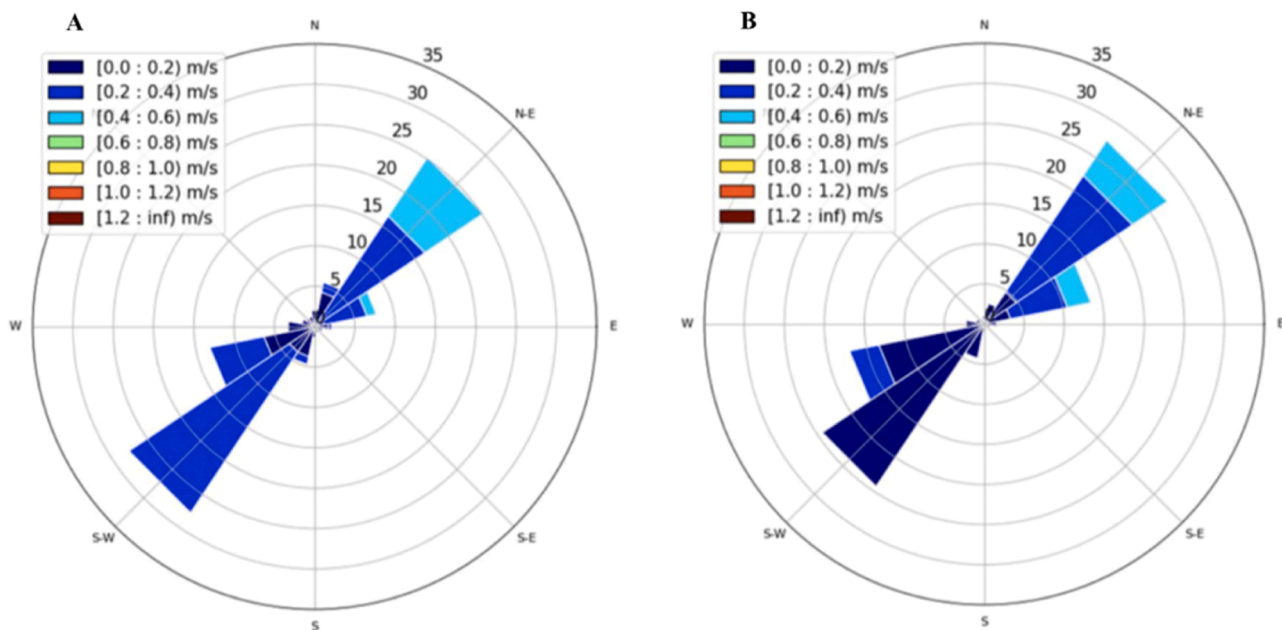 A
N
[0.0 : 0.2) m/s
[0.2 : 0.4) m/s
[0.4 : 0.6) m/s
[0.6 : 0.8) m/s
[0.8 : 1.0) m/s
[1.0 : 1.2) m/s
[1.2 : inf) m/s
35
30
25
20
15
10
5
N-E
E
S-E
S
S-W
W
B
N
[0.0 : 0.2) m/s
[0.2 : 0.4) m/s
[0.4 : 0.6) m/s
[0.6 : 0.8) m/s
[0.8 : 1.0) m/s
[1.0 : 1.2) m/s
[1.2 : inf) m/s
35
30
25
20
15
10
5
N-E
E
S-E
S
S-W
W